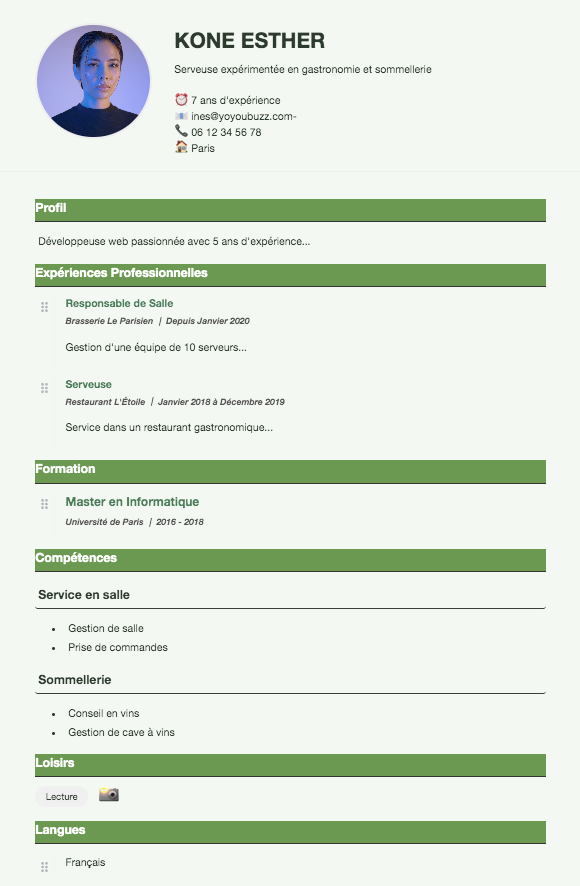 KONE ESTHER
Serveuse expérimentée en gastronomie et sommellerie
7 ans d'expérience
ines@yoyoubuzz.com-
06 12 34 56 78
Paris
Profil
Développeuse web passionnée avec 5 ans d'expérience...
Expériences Professionnelles
Responsable de Salle
Brasserie Le Parisien | Depuis Janvier 2020
Gestion d'une équipe de 10 serveurs...
Serveuse
Restaurant L'Étoile | Janvier 2018 à Décembre 2019
Service dans un restaurant gastronomique...
Formation
Master en Informatique
Université de Paris | 2016 - 2018
Compétences
Service en salle
• Gestion de salle
• Prise de commandes
Sommellerie
• Conseil en vins
• Gestion de cave à vins
Loisirs
Lecture
Langues
Français